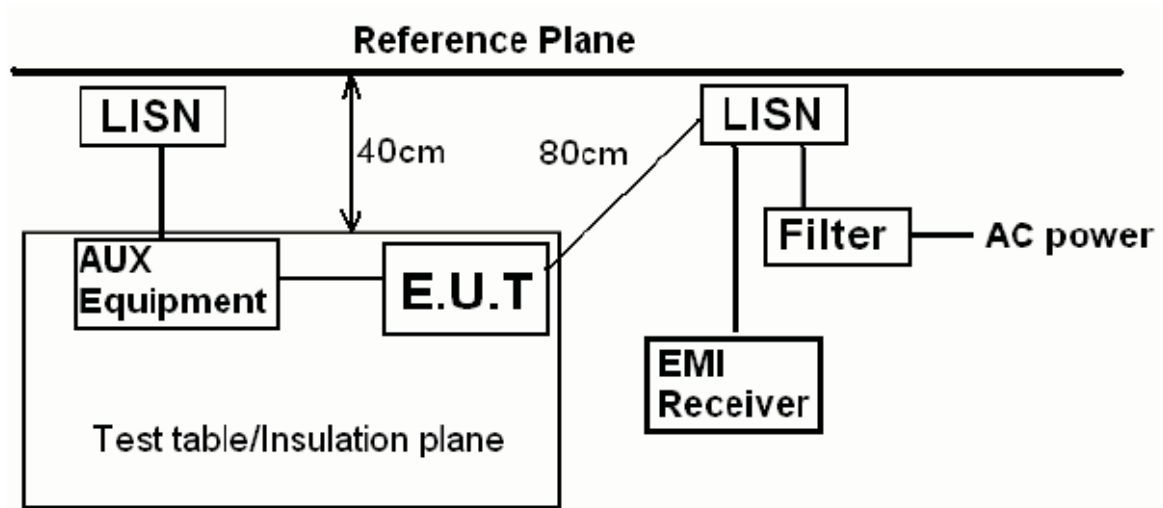 Reference Plane
LISN
40cm
80cm
LISN
Filter
AC power
AUX
Equipment
E.U.T
EMI
Receiver
Test table/Insulation plane